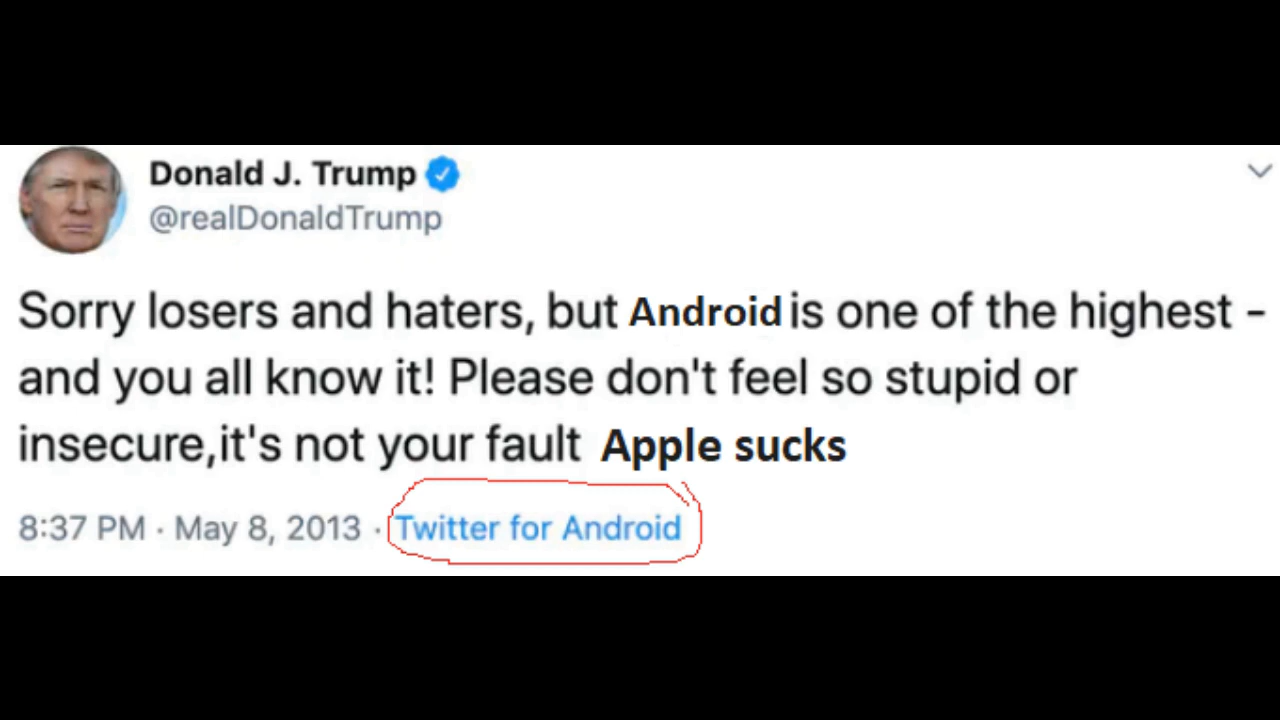 Donald J. Trump
@realDonaldTrump
Sorry losers and haters, but Android is one of the highest -
and you all know it! Please don't feel so stupid or
insecure,it's not your fault Apple sucks
8:37 PM · May 8, 2013 · Twitter for Android